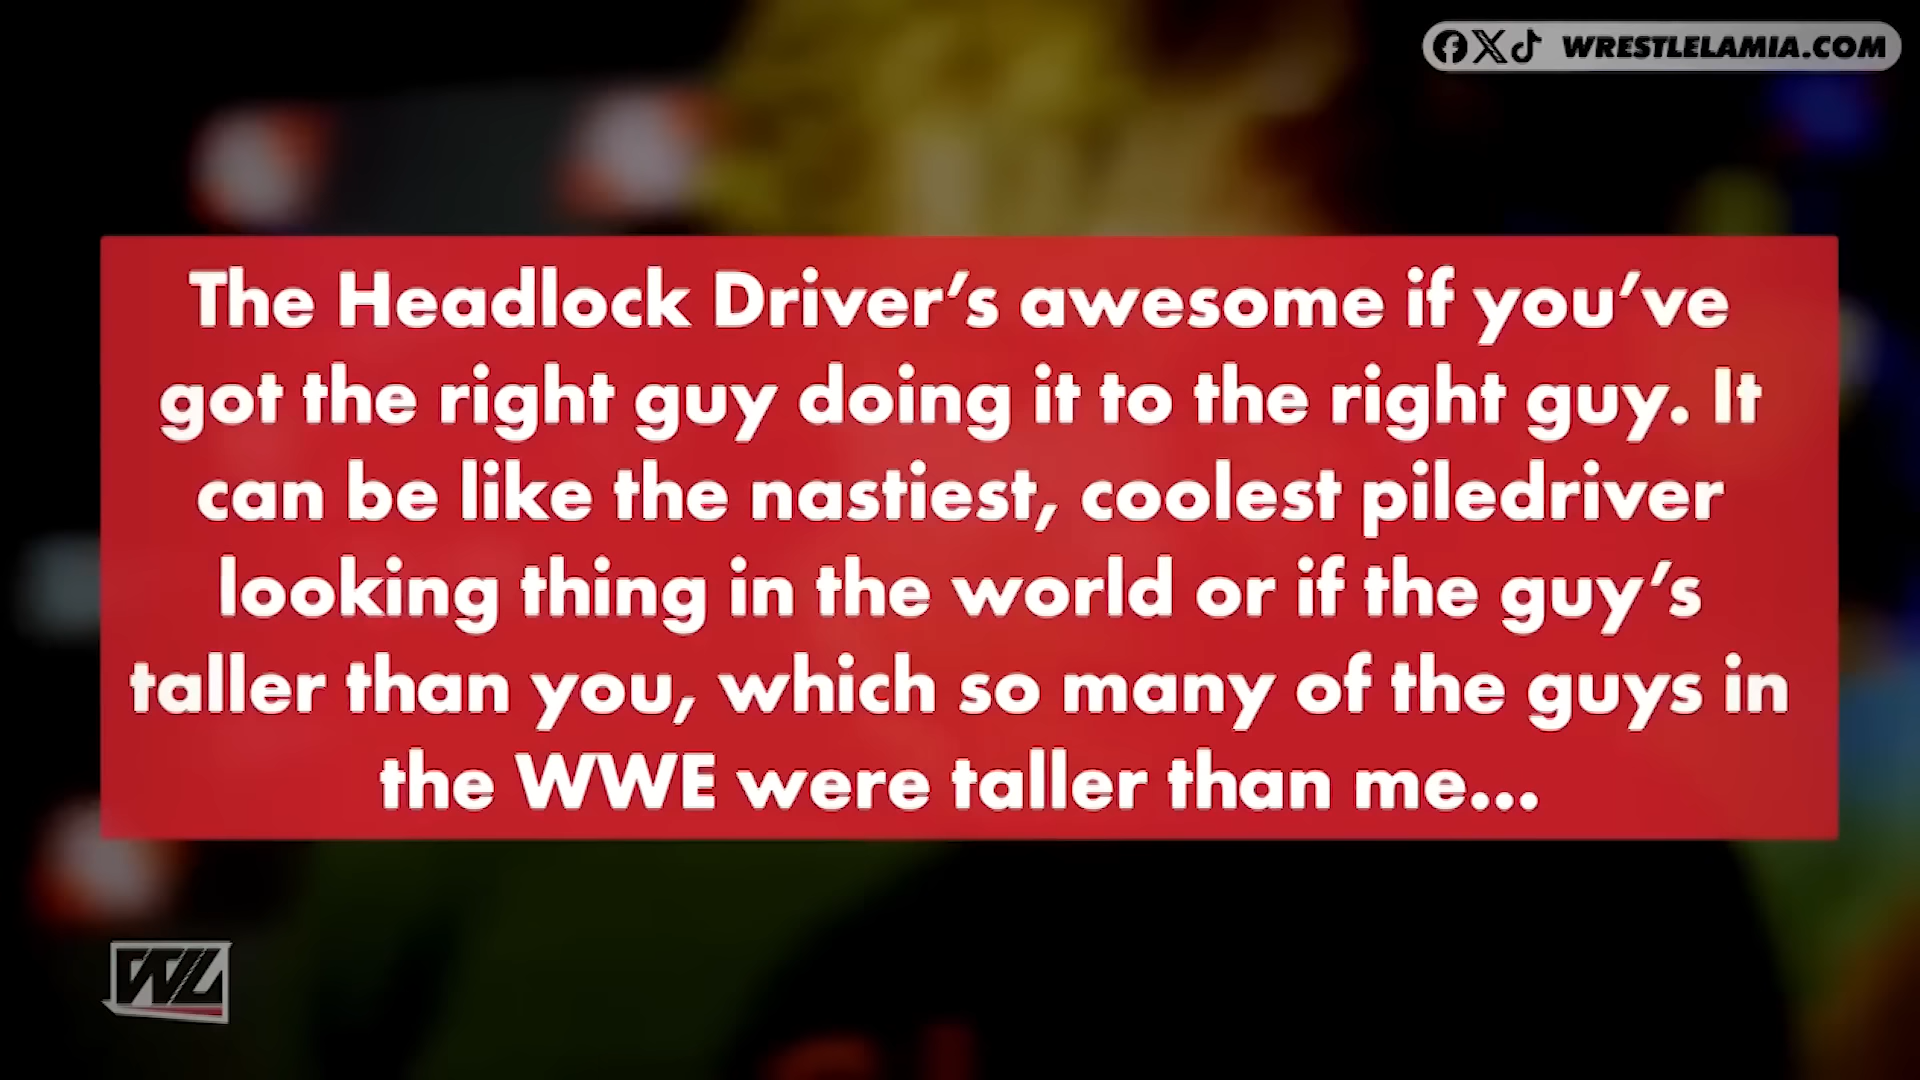 WRESTLELAMIA.COM
The Headlock Driver’s awesome if you’ve
got the right guy doing it to the right guy. It
can be like the nastiest, coolest piledriver
looking thing in the world or if the guy’s
taller than you, which so many of the guys in
the WWE were taller than me...
WL